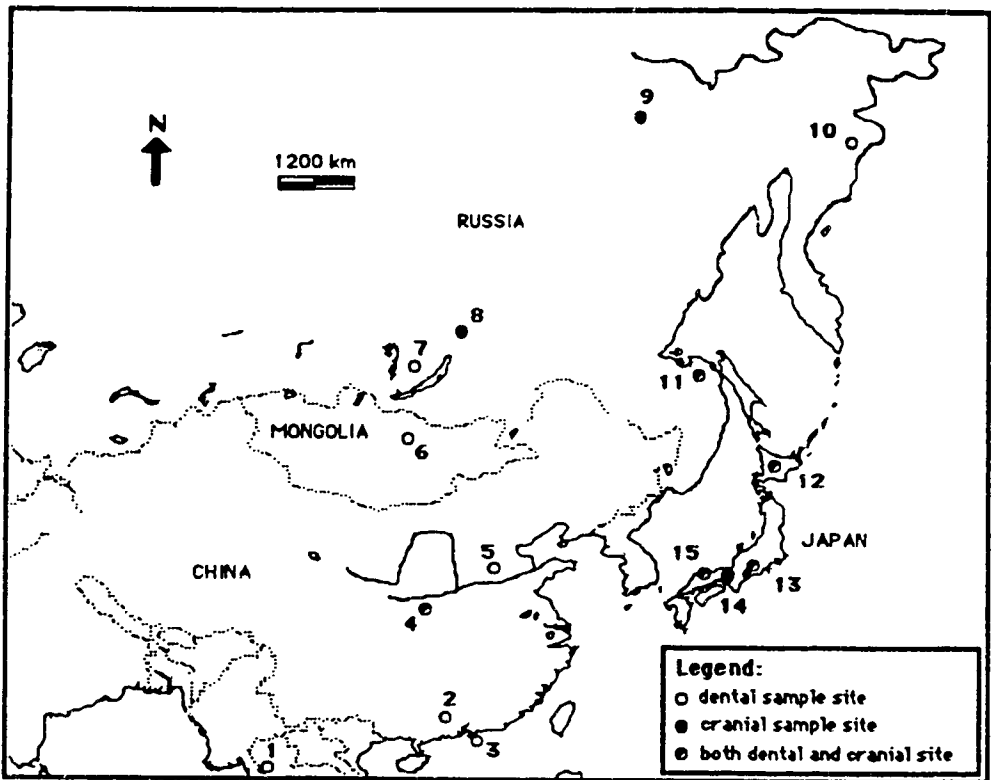 9
10
N
1200 km
RUSSIA
8
7
11
MONGOLIA
6
12
5
15
JAPAN
CHINA
13
4
14
Legend:
dental sample site
cranial sample site
both dental and cranial site
2
3
1